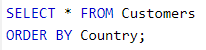 SELECT * FROM Customers
ORDER BY Country;